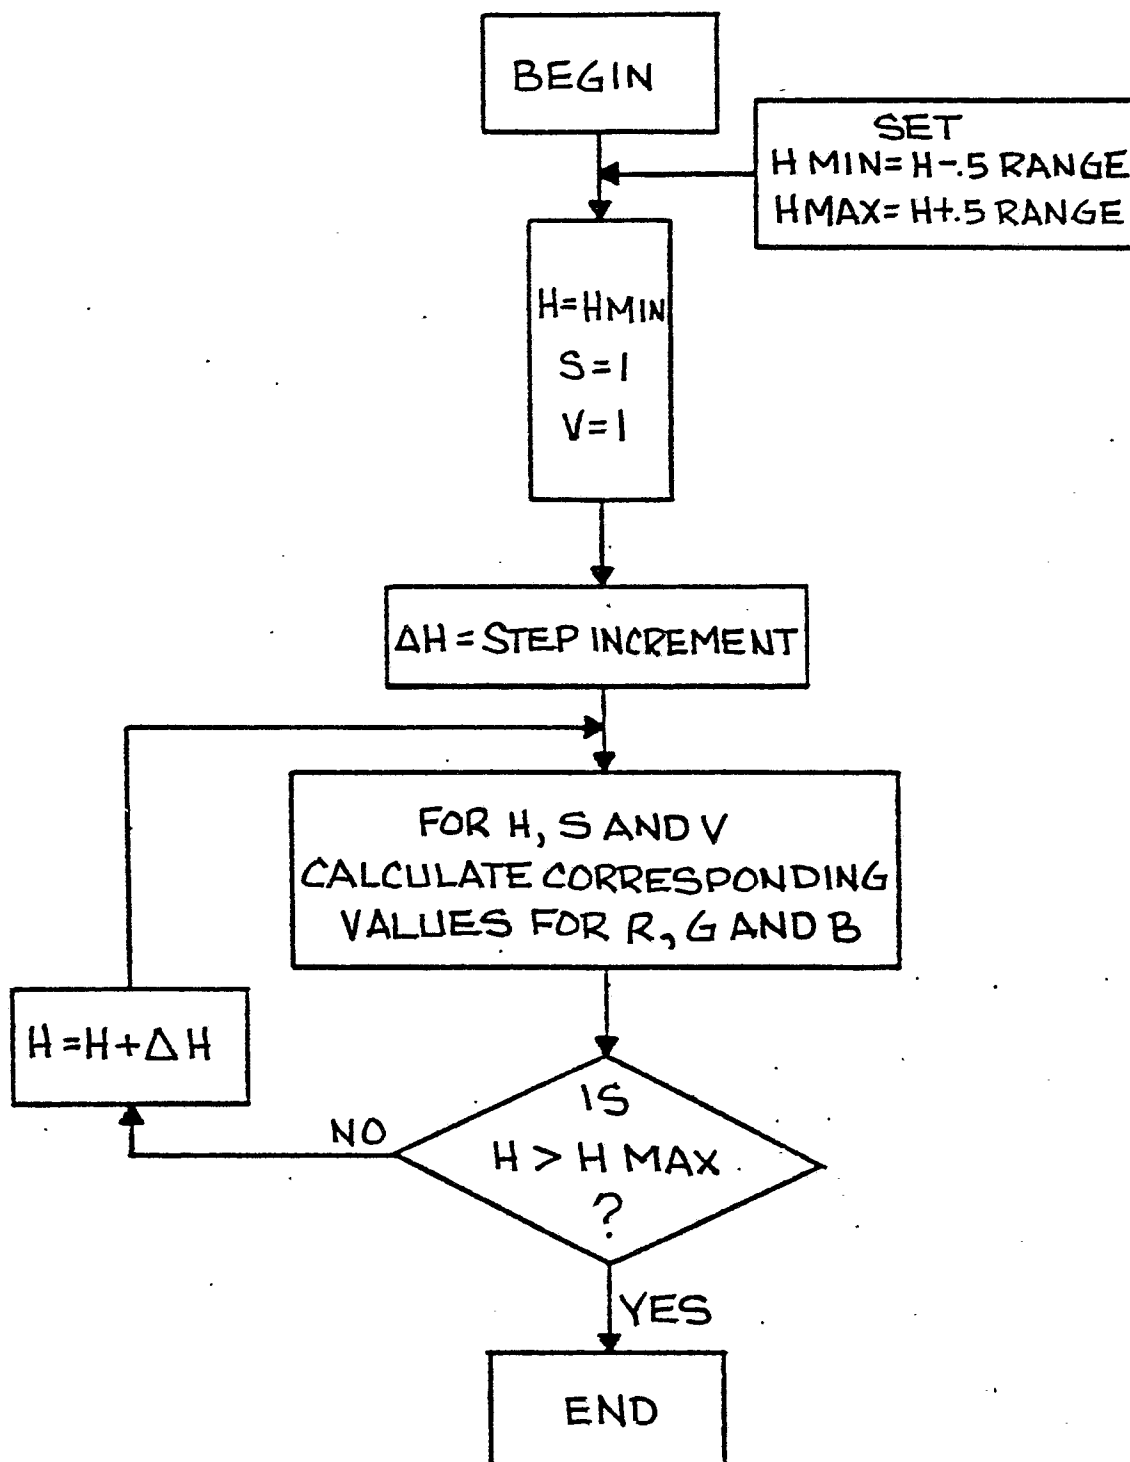 BEGIN
SET
H MIN=H-.5 RANGE
HMAX=H+.5 RANGE
H=HMIN
S=1
V=1
ΔH=STEP INCREMENT
FOR H, S AND V
CALCULATE CORRESPONDING
VALUES FOR R, G AND B
H=H+ΔH
NO
IS
H > H MAX
?
YES
END